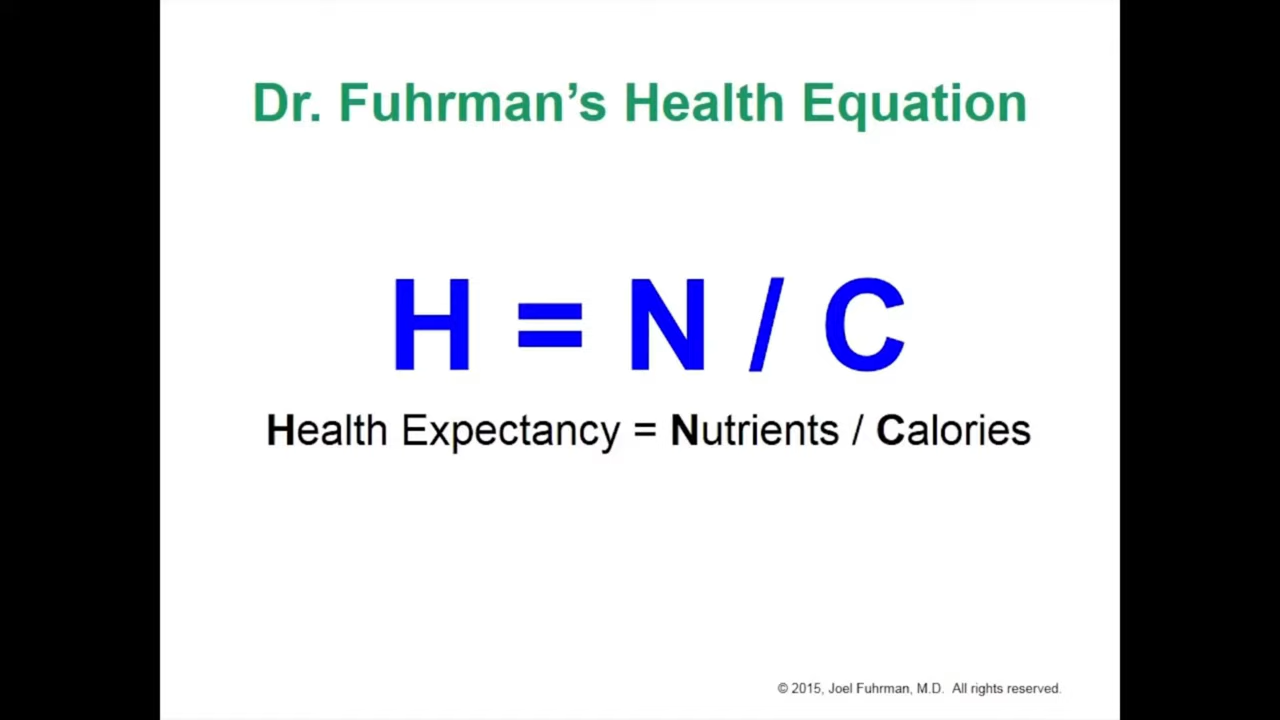 Dr. Fuhrman’s Health Equation
H = N / C
Health Expectancy = Nutrients / Calories
© 2015, Joel Fuhrman, M.D. All rights reserved.